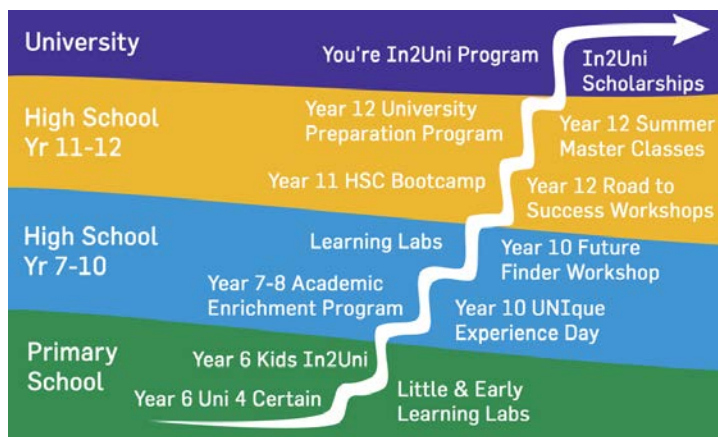 University
You're In2Uni Program
In2Uni
Scholarships
High School
Yr 11-12
Year 12 University
Preparation Program
Year 12 Summer
Master Classes
Year 11 HSC Bootcamp
Year 12 Road to
Success Workshops
High School
Yr 7-10
Learning Labs
Year 10 Future
Finder Workshop
Year 7-8 Academic
Enrichment Program
Year 10 UNIque
Experience Day
Primary
School
Year 6 Kids In2Uni
Year 6 Uni 4 Certain
Little & Early
Learning Labs